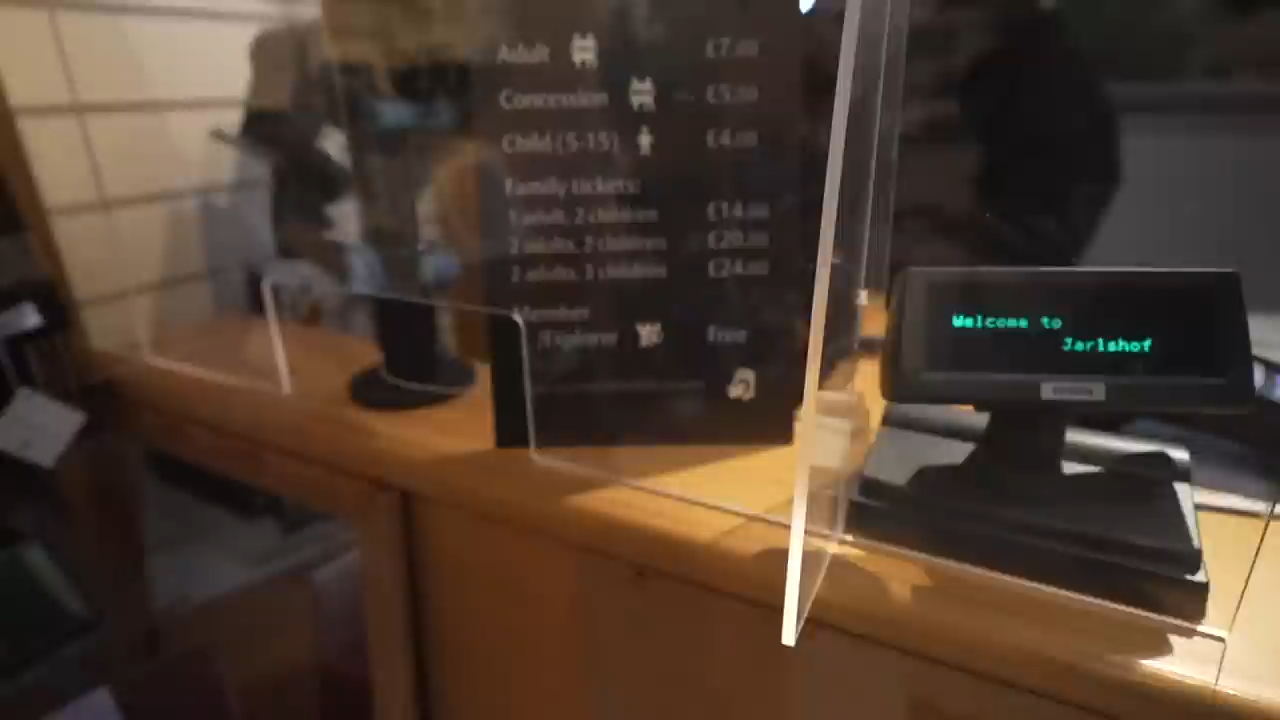 Adult £7.00
Concession £5.50
Child (5-15) £4.00
Family tickets:
1 adult, 2 children £14.00
2 adults, 2 children £20.00
2 adults, 3 children £24.00
Member
/Explorer Free
Welcome to
Jarlshof